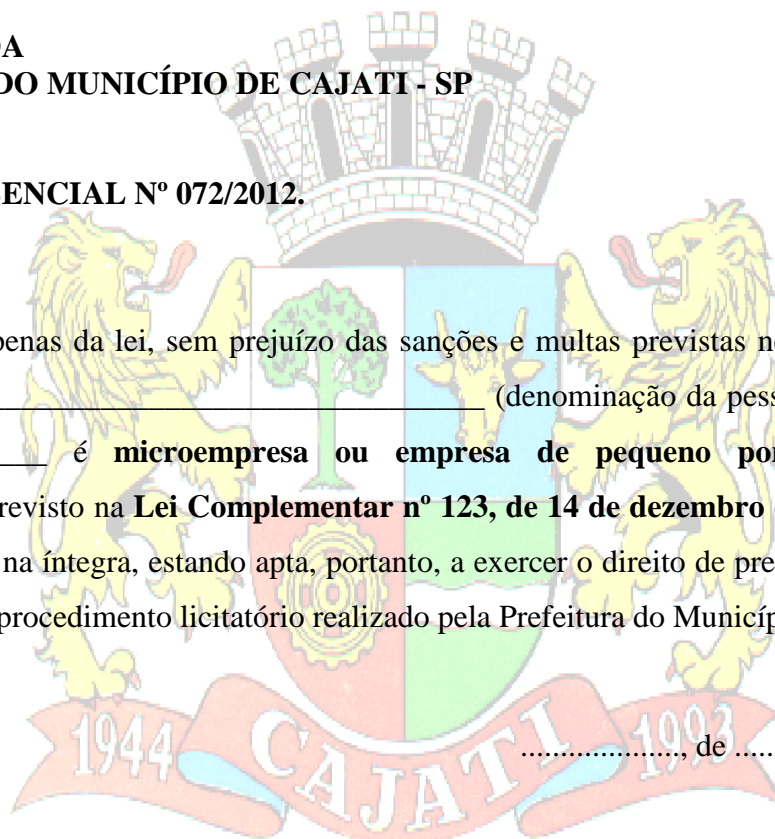 DA
DO MUNICÍPIO DE CAJATI - SP
ENCIAL Nº 072/2012.
penas da lei, sem prejuízo das sanções e multas previstas n
______________________________ (denominação da pess
___ é microempresa ou empresa de pequeno por
revisto na Lei Complementar nº 123, de 14 de dezembro
na íntegra, estando apta, portanto, a exercer o direito de pre
procedimento licitatório realizado pela Prefeitura do Municíp
...................., de .....
1944 CAJATI 1993